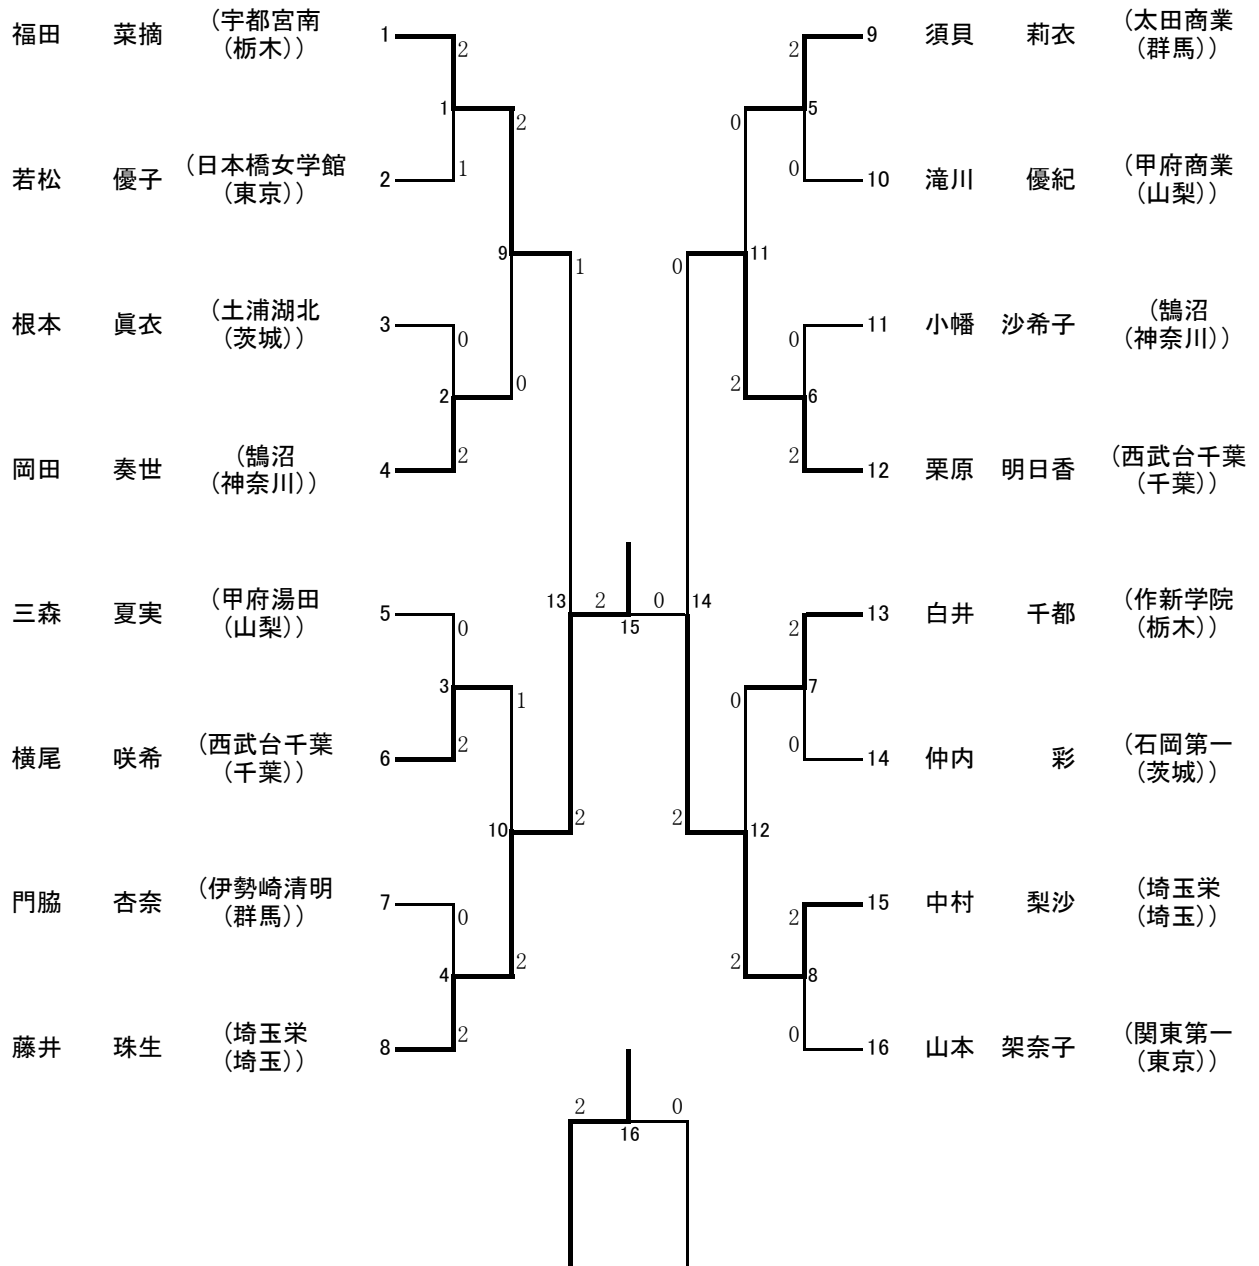 福田 菜摘 （宇都宮南
（栃木）） 1 2 2 9 須貝 莉衣 （太田商業
（群馬））
1 2 0 5
若松 優子 （日本橋女学館
（東京）） 2 1 0 10 滝川 優紀 （甲府商業
（山梨））
9 1 0 11
根本 眞衣 （土浦湖北
（茨城）） 3 0 0 11 小幡 沙希子 （鵠沼
（神奈川））
2 0 2 6
岡田 奏世 （鵠沼
（神奈川）） 4 2 2 12 栗原 明日香 （西武台千葉
（千葉））
13 2 0 14
15
三森 夏実 （甲府湯田
（山梨）） 5 0 2 13 白井 千都 （作新学院
（栃木））
3 1 0 7
横尾 咲希 （西武台千葉
（千葉）） 6 2 0 14 仲内 彩 （石岡第一
（茨城））
10 2 2 12
門脇 杏奈 （伊勢崎清明
（群馬）） 7 0 2 15 中村 梨沙 （埼玉栄
（埼玉））
4 2 2 8
藤井 珠生 （埼玉栄
（埼玉）） 8 2 0 16 山本 架奈子 （関東第一
（東京））
2 0
16